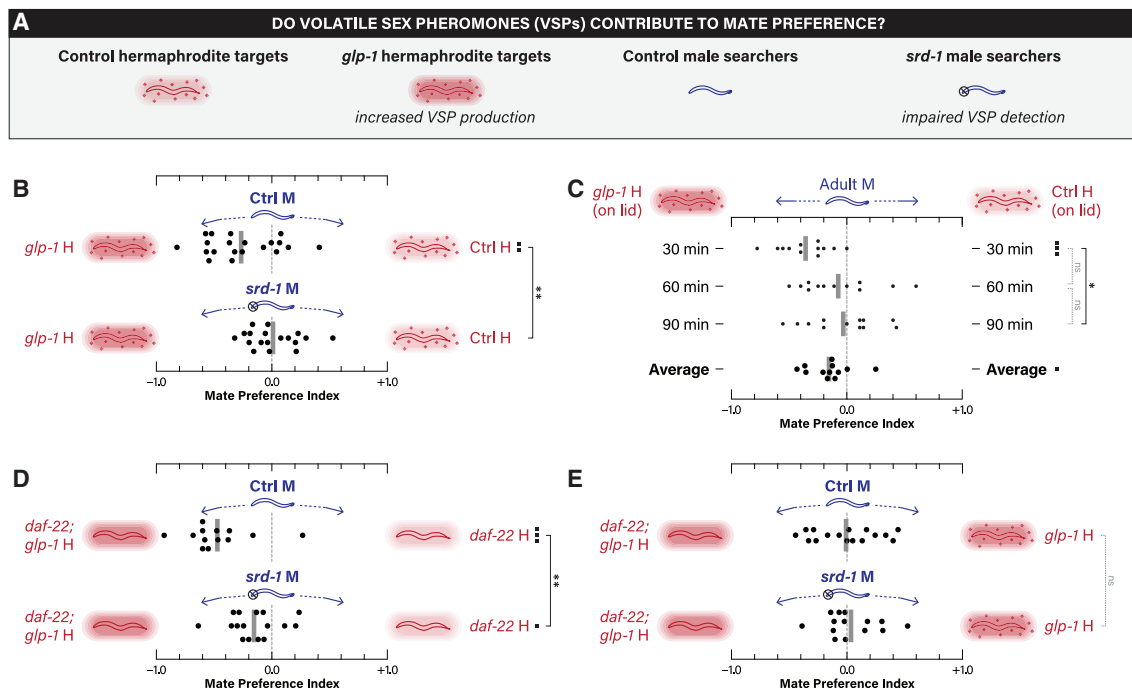 A
DO VOLATILE SEX PHEROMONES (VSPs) CONTRIBUTE TO MATE PREFERENCE?
Control hermaphrodite targets
glp-1 hermaphrodite targets
increased VSP production
Control male searchers
srd-1 male searchers
impaired VSP detection
B
Ctrl M
glp-1 H
Ctrl H
**
srd-1 M
glp-1 H
Ctrl H
−1.0
0.0
+1.0
Mate Preference Index
C
glp-1 H
(on lid)
Adult M
Ctrl H
(on lid)
30 min
30 min
ns
60 min
60 min
*
ns
90 min
90 min
Average
Average
−1.0
0.0
+1.0
Mate Preference Index
D
Ctrl M
daf-22;
glp-1 H
daf-22 H
**
srd-1 M
daf-22;
glp-1 H
daf-22 H
−1.0
0.0
+1.0
Mate Preference Index
E
Ctrl M
daf-22;
glp-1 H
glp-1 H
ns
srd-1 M
daf-22;
glp-1 H
glp-1 H
−1.0
0.0
+1.0
Mate Preference Index